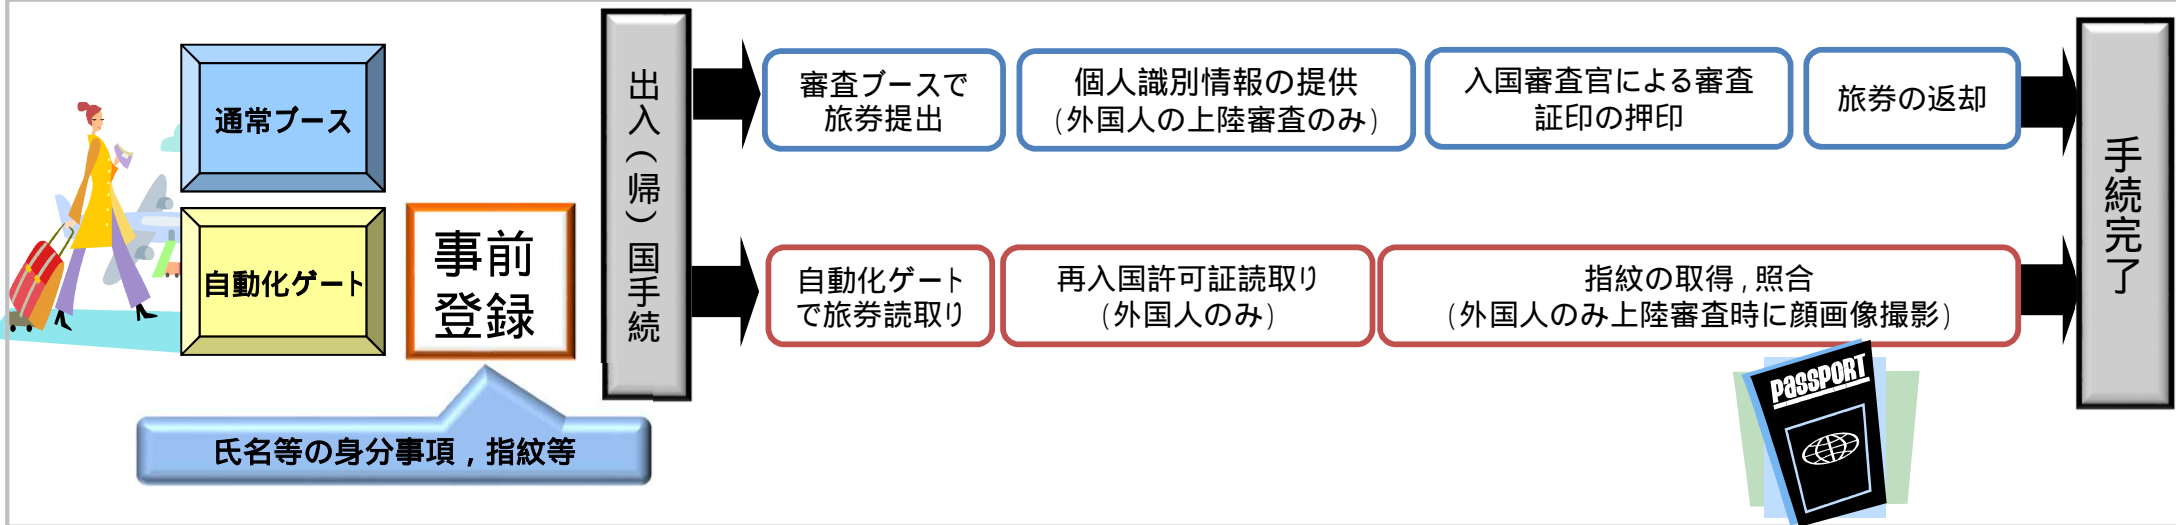 通常ブース
自動化ゲート
事前
登録
氏名等の身分事項，指紋等
出入（帰）国手続
審査ブースで
旅券提出
個人識別情報の提供
（外国人の上陸審査のみ）
入国審査官による審査
証印の押印
旅券の返却
自動化ゲート
で旅券読取り
再入国許可証読取り
（外国人のみ）
指紋の取得，照合
（外国人のみ上陸審査時に顔画像撮影）
PASSPORT
手続完了